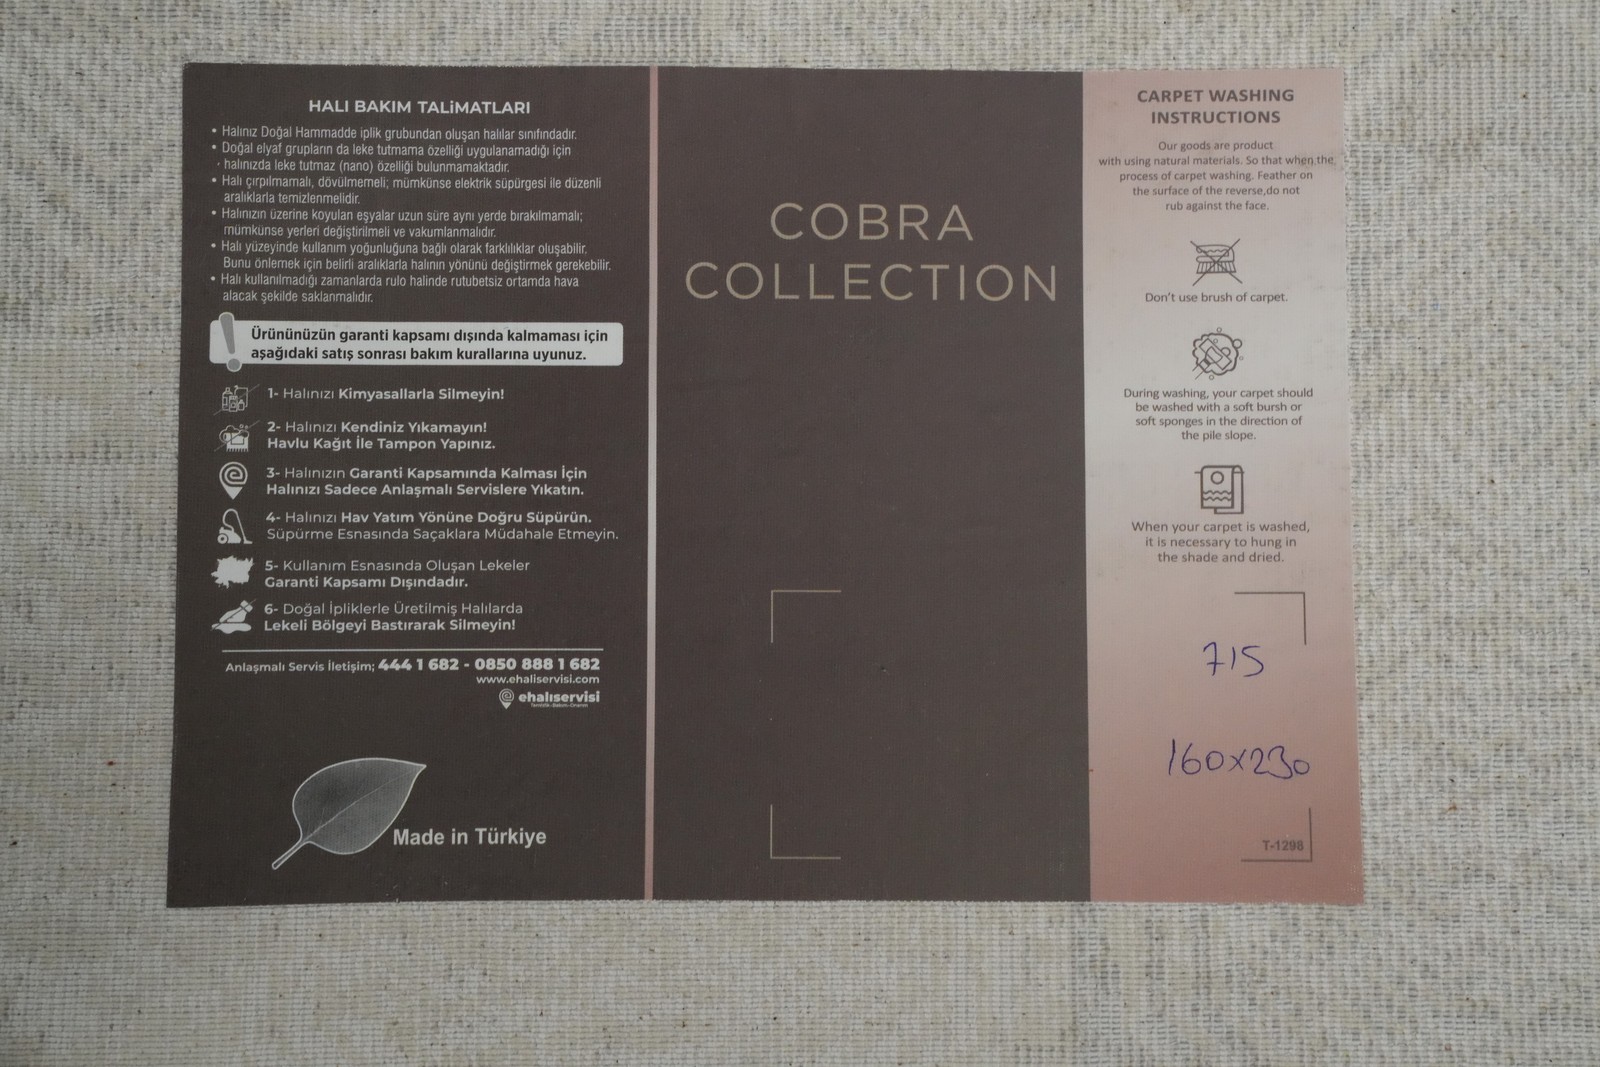 HALI BAKIM TALiMATLARI
• Halınız Doğal Hammadde iplik grubundan oluşan halılar sınıfındadır.
• Doğal elyaf grupların da leke tutmama özelliği uygulanamadığı için
· halınızda leke tutmaz (nano) özelliği bulunmamaktadır.
• Halı çırpılmamalı, dövülmemeli; mümkünse elektrik süpürgesi ile düzenli
aralıklarla temizlenmelidir.
• Halınızın üzerine koyulan eşyalar uzun süre aynı yerde bırakılmamalı;
mümkünse yerleri değiştirilmeli ve vakumlanmalıdır.
• Halı yüzeyinde kullanım yoğunluğuna bağlı olarak farklılıklar oluşabilir.
Bunu önlemek için belirli aralıklarla halının yönünü değiştirmek gerekebilir.
• Halı kullanılmadığı zamanlarda rulo halinde rutubetsiz ortamda hava
alacak şekilde saklanmalıdır.
Ürününüzün garanti kapsamı dışında kalmaması için
aşağıdaki satış sonrası bakım kurallarına uyunuz.
1- Halınızı Kimyasallarla Silmeyin!
2- Halınızı Kendiniz Yıkamayın!
Havlu Kağıt İle Tampon Yapınız.
3- Halınızın Garanti Kapsamında Kalması İçin
Halınızı Sadece Anlaşmalı Servislere Yıkatın.
4- Halınızı Hav Yatım Yönüne Doğru Süpürün.
Süpürme Esnasında Saçaklara Müdahale Etmeyin.
5- Kullanım Esnasında Oluşan Lekeler
Garanti Kapsamı Dışındadır.
6- Doğal İpliklerle Üretilmiş Halılarda
Lekeli Bölgeyi Bastırarak Silmeyin!
Anlaşmalı Servis İletişim; 444 1 682 - 0850 888 1 682
www.ehaliservisi.com
ehalıservisi
Temizlik-Bakım-Onarım
Made in Türkiye
COBRA
COLLECTION
CARPET WASHING
INSTRUCTIONS
Our goods are product
with using natural materials. So that when the
process of carpet washing. Feather on
the surface of the reverse,do not
rub against the face.
Don't use brush of carpet.
During washing, your carpet should
be washed with a soft bursh or
soft sponges in the direction of
the pile slope.
When your carpet is washed,
it is necessary to hung in
the shade and dried.
715
160x230
T-1298